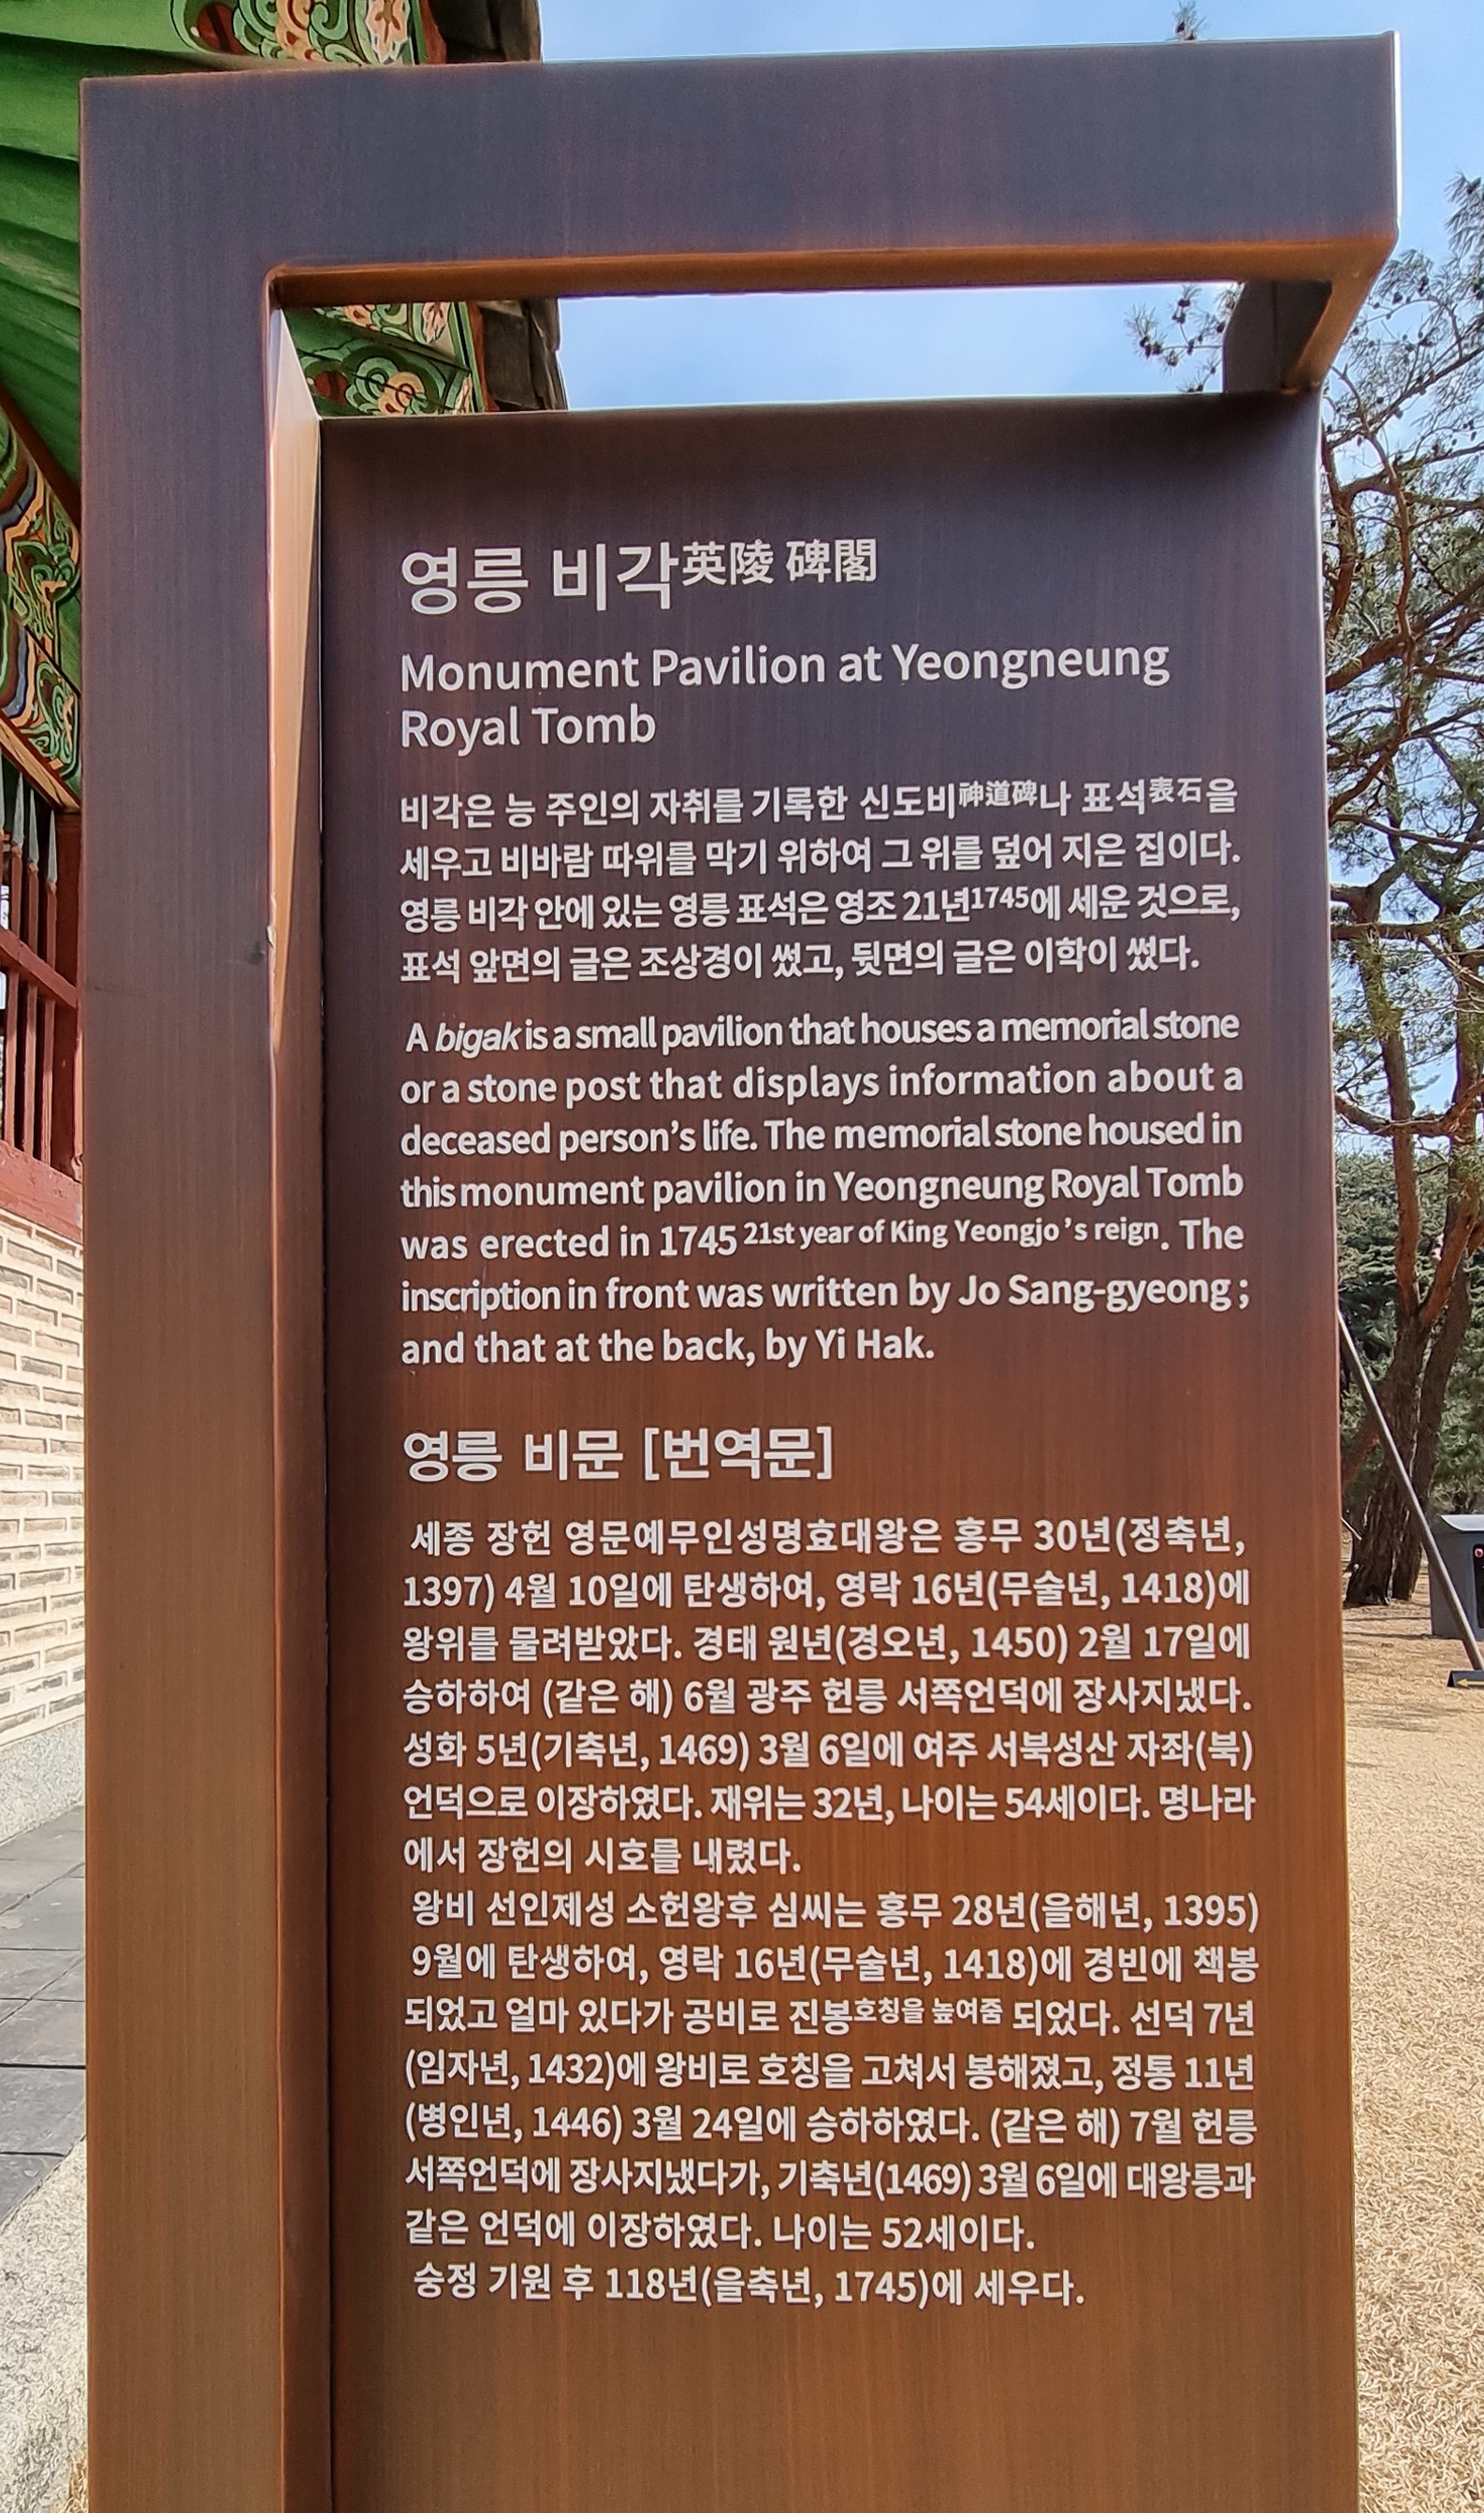 영릉 비각英陵 碑閣
Monument Pavilion at Yeongneung
Royal Tomb
비각은 능 주인의 자취를 기록한 신도비神道碑나 표석表石을
세우고 비바람 따위를 막기 위하여 그 위를 덮어 지은 집이다.
영릉 비각 안에 있는 영릉 표석은 영조 21년1745에 세운 것으로,
표석 앞면의 글은 조상경이 썼고, 뒷면의 글은 이학이 썼다.
A bigak is a small pavilion that houses a memorial stone
or a stone post that displays information about a
deceased person's life. The memorial stone housed in
this monument pavilion in Yeongneung Royal Tomb
was erected in 1745 21st year of King Yeongjo's reign. The
inscription in front was written by Jo Sang-gyeong;
and that at the back, by Yi Hak.
영릉 비문 [번역문]
세종 장헌 영문예무인성명효대왕은 홍무 30년(정축년,
1397) 4월 10일에 탄생하여, 영락 16년(무술년, 1418)에
왕위를 물려받았다. 경태 원년(경오년, 1450) 2월 17일에
승하하여 (같은 해) 6월 광주 헌릉 서쪽언덕에 장사지냈다.
성화 5년(기축년, 1469) 3월 6일에 여주 서북성산 자좌(북)
언덕으로 이장하였다. 재위는 32년, 나이는 54세이다. 명나라
에서 장헌의 시호를 내렸다.
왕비 선인제성 소헌왕후 심씨는 홍무 28년(을해년, 1395)
9월에 탄생하여, 영락 16년(무술년, 1418)에 경빈에 책봉
되었고 얼마 있다가 공비로 진봉호칭을 높여줌 되었다. 선덕 7년
(임자년, 1432)에 왕비로 호칭을 고쳐서 봉해졌고, 정통 11년
(병인년, 1446) 3월 24일에 승하하였다. (같은 해) 7월 헌릉
서쪽언덕에 장사지냈다가, 기축년(1469) 3월 6일에 대왕릉과
같은 언덕에 이장하였다. 나이는 52세이다.
숭정 기원 후 118년(을축년, 1745)에 세우다.